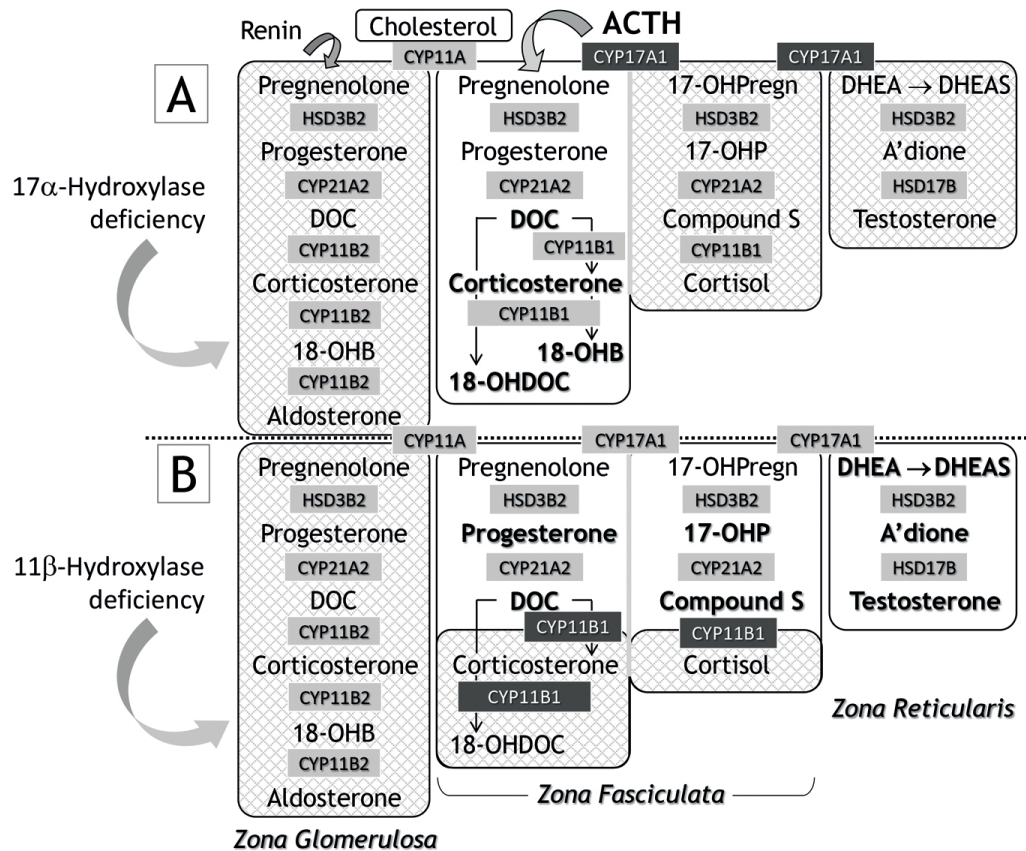 Renin
Cholesterol
ACTH
CYP11A
CYP17A1
CYP17A1
A
17α-Hydroxylase
deficiency
Pregnenolone
HSD3B2
Progesterone
CYP21A2
DOC
CYP11B2
Corticosterone
CYP11B2
18-OHB
CYP11B2
Aldosterone
Pregnenolone
HSD3B2
Progesterone
CYP21A2
DOC
CYP11B1
Corticosterone
CYP11B1
18-OHB
18-OHDOC
17-OHPregn
HSD3B2
17-OHP
CYP21A2
Compound S
CYP11B1
Cortisol
DHEA → DHEAS
HSD3B2
A'dione
HSD17B
Testosterone
CYP11A
CYP17A1
CYP17A1
B
11β-Hydroxylase
deficiency
Pregnenolone
HSD3B2
Progesterone
CYP21A2
DOC
CYP11B2
Corticosterone
CYP11B2
18-OHB
CYP11B2
Aldosterone
Pregnenolone
HSD3B2
Progesterone
CYP21A2
DOC
CYP11B1
Corticosterone
CYP11B1
18-OHDOC
17-OHPregn
HSD3B2
17-OHP
CYP21A2
Compound S
CYP11B1
Cortisol
DHEA → DHEAS
HSD3B2
A'dione
HSD17B
Testosterone
Zona Reticularis
Zona Fasciculata
Zona Glomerulosa